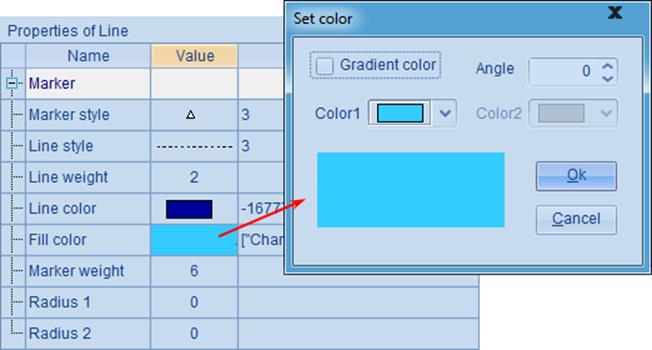 Properties of Line
Name Value
Marker
Marker style 3
Line style 3
Line weight 2
Line color -1677
Fill color ["Char
Marker weight 6
Radius 1 0
Radius 2 0
Set color X
Gradient color Angle 0
Color1 Color2
Ok
Cancel